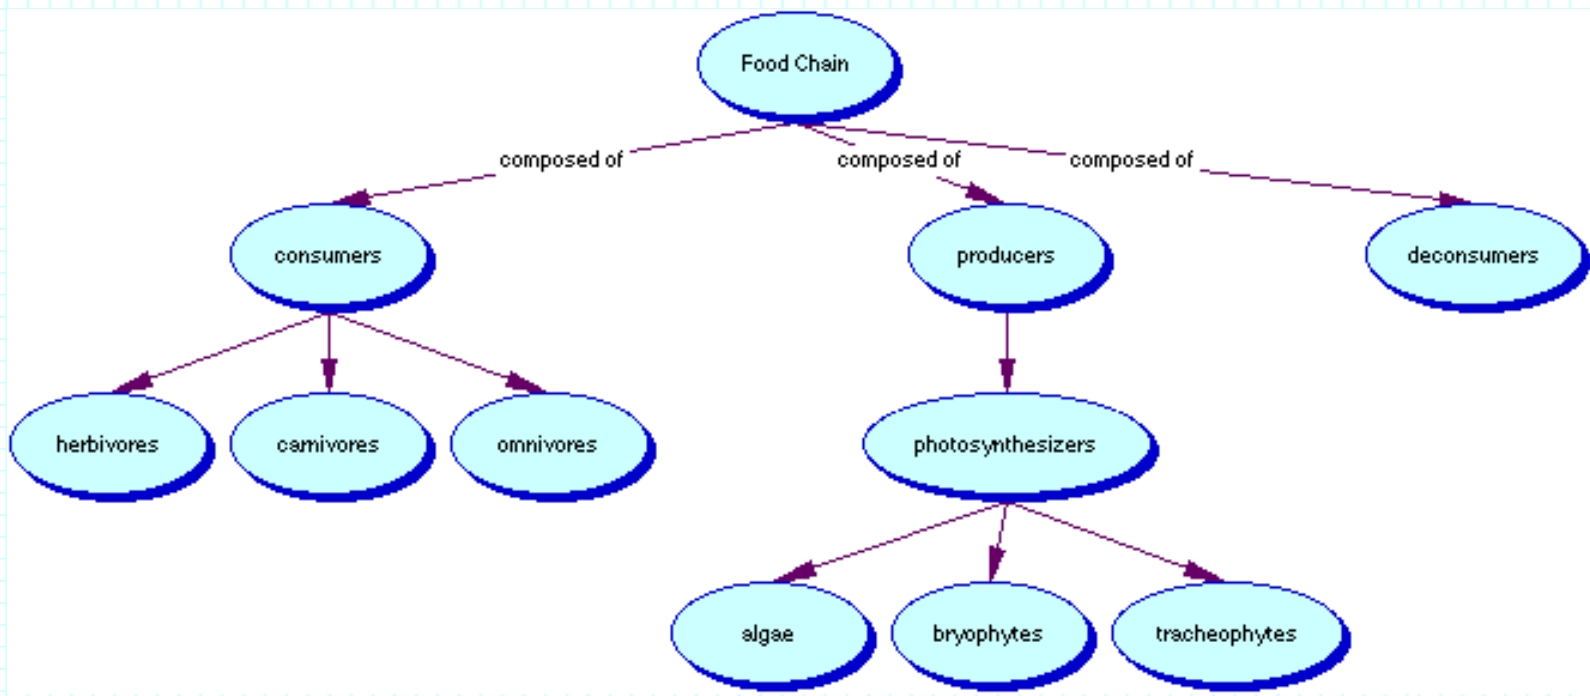 Food Chain
composed of
composed of
composed of
consumers
producers
deconsumers
herbivores
carnivores
omnivores
photosynthesizers
algae
bryophytes
tracheophytes